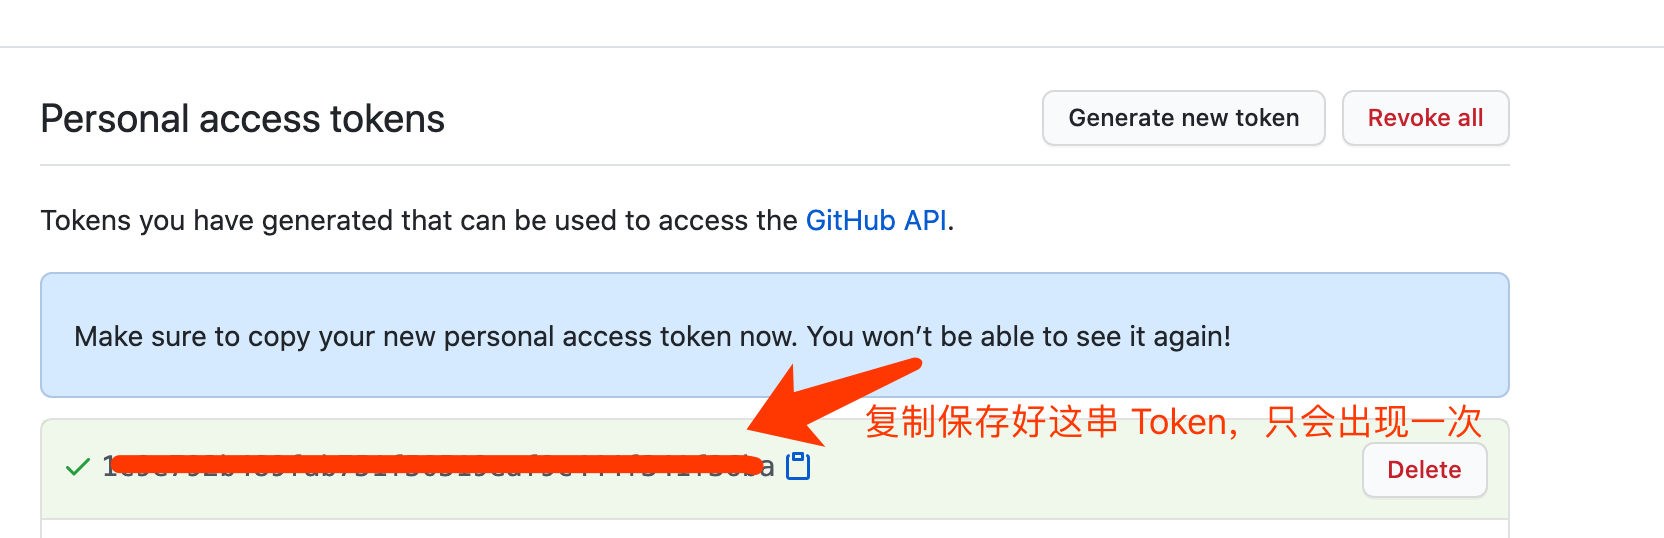 Personal access tokens
Generate new token
Revoke all
Tokens you have generated that can be used to access the GitHub API.
Make sure to copy your new personal access token now. You won’t be able to see it again!
复制保存好这串 Token，只会出现一次
Delete